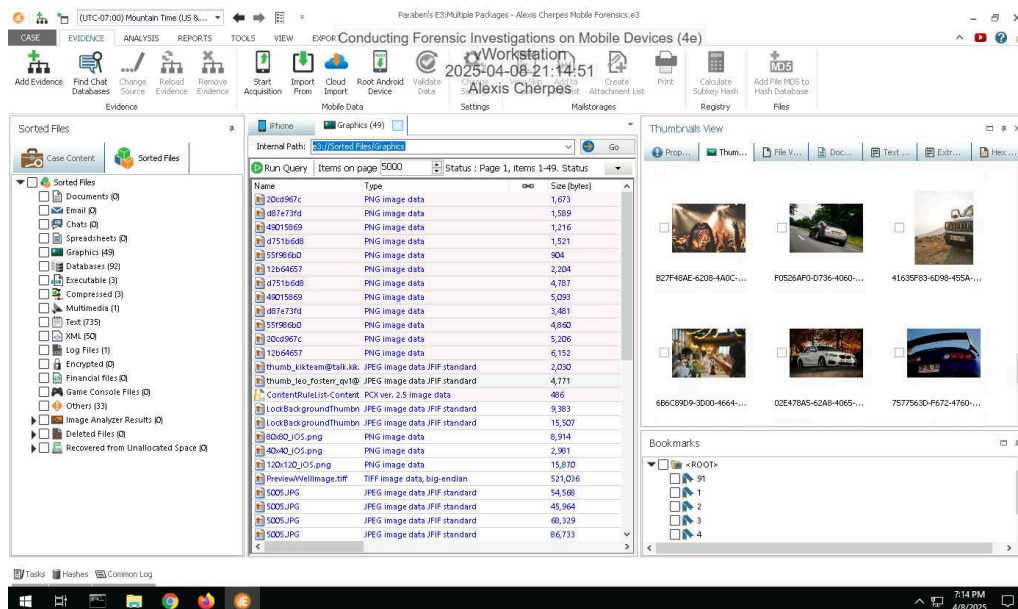 (UTC-07:00) Mountain Time (US &...
Paraben's E3:Multiple Packages - Alexis Cherpes Mobile Forensics.e3
CASE EVIDENCE ANALYSIS REPORTS TOOLS VIEW EXPOR
Conducting Forensic Investigations on Mobile Devices (4e)
vWorkstation
2025-04-08 21:14:51
Alexis Cherpes
Add Evidence
Find Chat Databases
Change Source
Reload Evidence
Remove Evidence
Start Acquisition
Import From
Cloud Import
Root Android Device
Validate Data
Create Attachment List
Print
Calculate Subkey Hash
Add File MD5 to Hash Database
MD5
Evidence
Mobile Data
Settings
Mailstorages
Registry
Files
Sorted Files
Case Content
Sorted Files
Sorted Files
Documents (0)
Email (0)
Chats (0)
Spreadsheets (0)
Graphics (49)
Databases (92)
Executable (3)
Compressed (3)
Multimedia (1)
Text (735)
XML (50)
Log Files (1)
Encrypted (0)
Financial files (0)
Game Console Files (0)
Others (33)
Image Analyzer Results (0)
Deleted Files (0)
Recovered from Unallocated Space (0)
iPhone
Graphics (49)
Internal Path: e3://Sorted Files/Graphics
Go
Run Query Items on page 5000 Status : Page 1, items 1-49. Status
Name Type Size (bytes)
20cd967c PNG image data 1,673
d87e73fd PNG image data 1,589
49015869 PNG image data 1,216
d751b6d8 PNG image data 1,521
55f986b0 PNG image data 904
12b64657 PNG image data 2,204
d751b6d8 PNG image data 4,787
49015869 PNG image data 5,093
d87e73fd PNG image data 3,481
55f986b0 PNG image data 4,860
20cd967c PNG image data 5,206
12b64657 PNG image data 6,152
thumb_kikteam@talk.kik. JPEG image data JFIF standard 2,030
thumb_leo_fosterr_qv1@ JPEG image data JFIF standard 4,771
ContentRuleList-Content PCX ver. 2.5 image data 486
LockBackgroundThumbn JPEG image data JFIF standard 9,383
LockBackgroundThumbn JPEG image data JFIF standard 15,507
80x80_iOS.png PNG image data 8,914
40x40_iOS.png PNG image data 2,981
120x120_iOS.png PNG image data 15,870
PreviewWellImage.tiff TIFF image data, big-endian 521,036
5005.JPG JPEG image data JFIF standard 54,568
5005.JPG JPEG image data JFIF standard 45,964
5005.JPG JPEG image data JFIF standard 68,329
5005.JPG JPEG image data JFIF standard 86,733
Thumbnails View
Prop... Thum... File V... Doc... Text ... Extr... Hex ...
B27F48AE-6208-4A0C-... F0526AF0-D736-4060-... 41635F83-6D98-455A-...
6B6C89D9-3D00-4664-... 02E478A5-62A8-4065-... 7577563D-F672-4760-...
Bookmarks
<ROOT>
91
1
2
3
4
Tasks Hashes Common Log
7:14 PM
4/8/2025